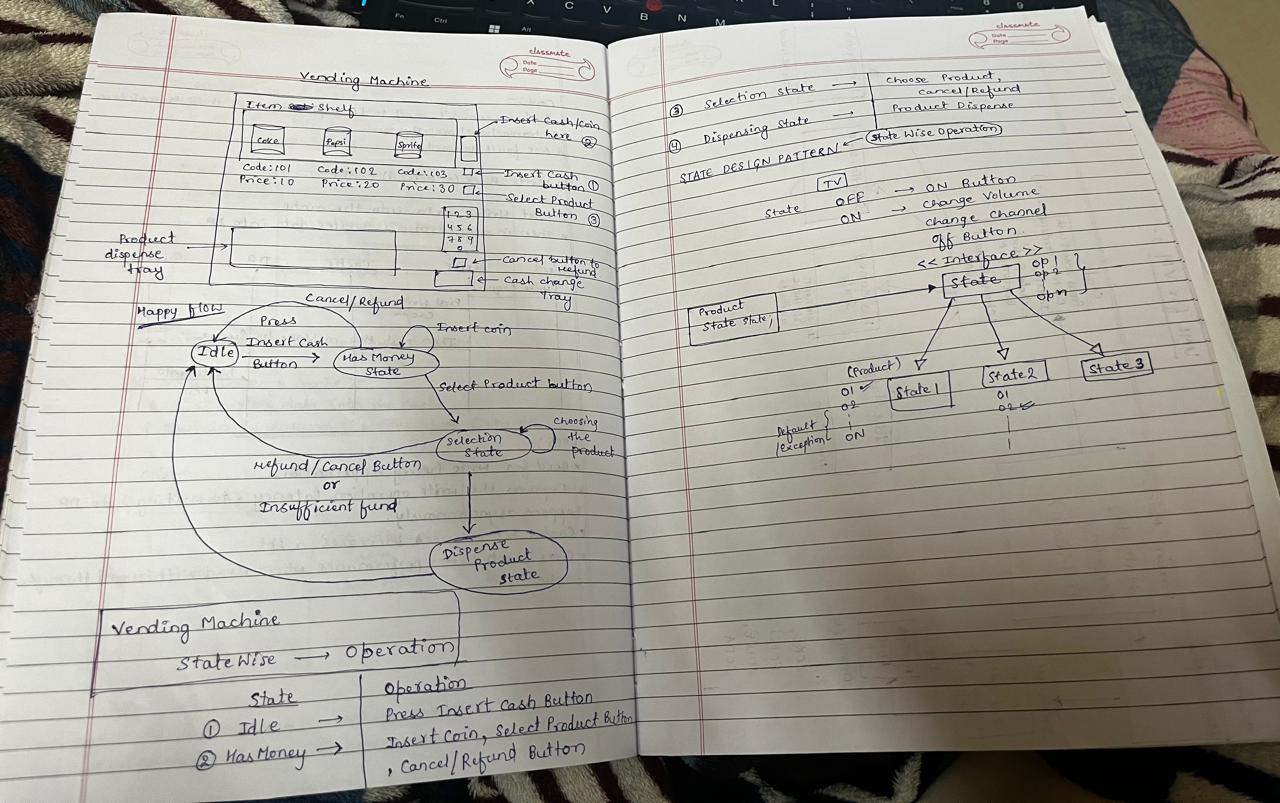 Vending Machine
classmate
Date
Page
Item Shelf
Coke
Pepsi
Sprite
Insert Cash/Coin
here ②
Code:101 Code:102 Code:103
Price:10 Price:20 Price:30
Insert Cash
button ①
Select Product
Button ③
1 2 3
4 5 6
7 8 9
0
Product
dispense
tray
Cancel button to
refund
Cash change
tray
Happy flow
Cancel/Refund
Press
Insert Cash
Button
Idle
Has Money
State
Insert coin
Select Product button
Selection
State
choosing
the
product
Refund/Cancel Button
or
Insufficient fund
Dispense
Product
State
Vending Machine
StateWise → Operation
State Operation
① Idle → Press Insert Cash Button
② HasMoney → Insert Coin, Select Product Button
, Cancel/Refund Button
classmate
Date
Page
③ Selection State → Choose Product,
Cancel/Refund
④ Dispensing State → Product Dispense
STATE DESIGN PATTERN ← State Wise Operation
TV
State OFF → ON Button
ON → Change Volume
change Channel
off Button
<< Interface >>
State
op1
op2
opn
Product
State state;
(Product)
State1
State2
State3
O1
O2
ON
Default
/Exception
O1
O2